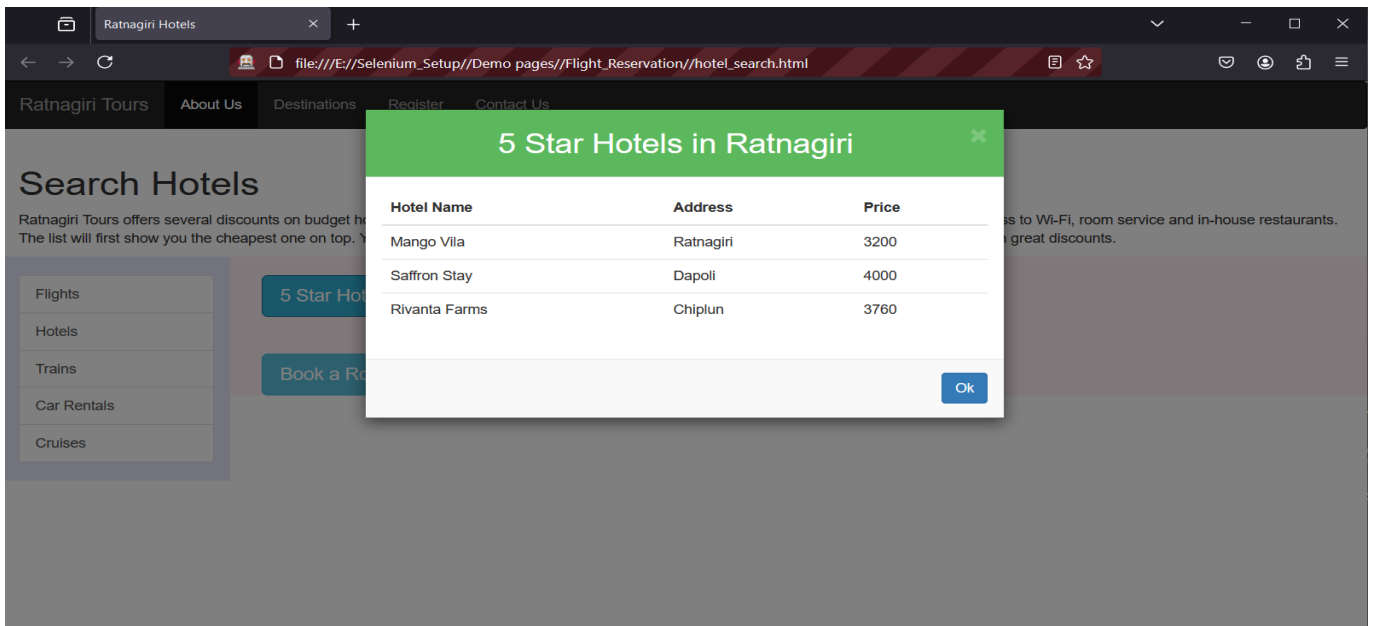 Ratnagiri Hotels
file:///E://Selenium_Setup//Demo pages//Flight_Reservation//hotel_search.html
Ratnagiri Tours About Us Destinations Register Contact Us
5 Star Hotels in Ratnagiri
Search Hotels
Ratnagiri Tours offers several discounts on budget to Wi-Fi, room service and in-house restaurants.
The list will first show you the cheapest one on top. great discounts.
Hotel Name Address Price
Mango Vila Ratnagiri 3200
Saffron Stay Dapoli 4000
Rivanta Farms Chiplun 3760
Ok
Flights
Hotels
Trains
Car Rentals
Cruises
5 Star
Book a